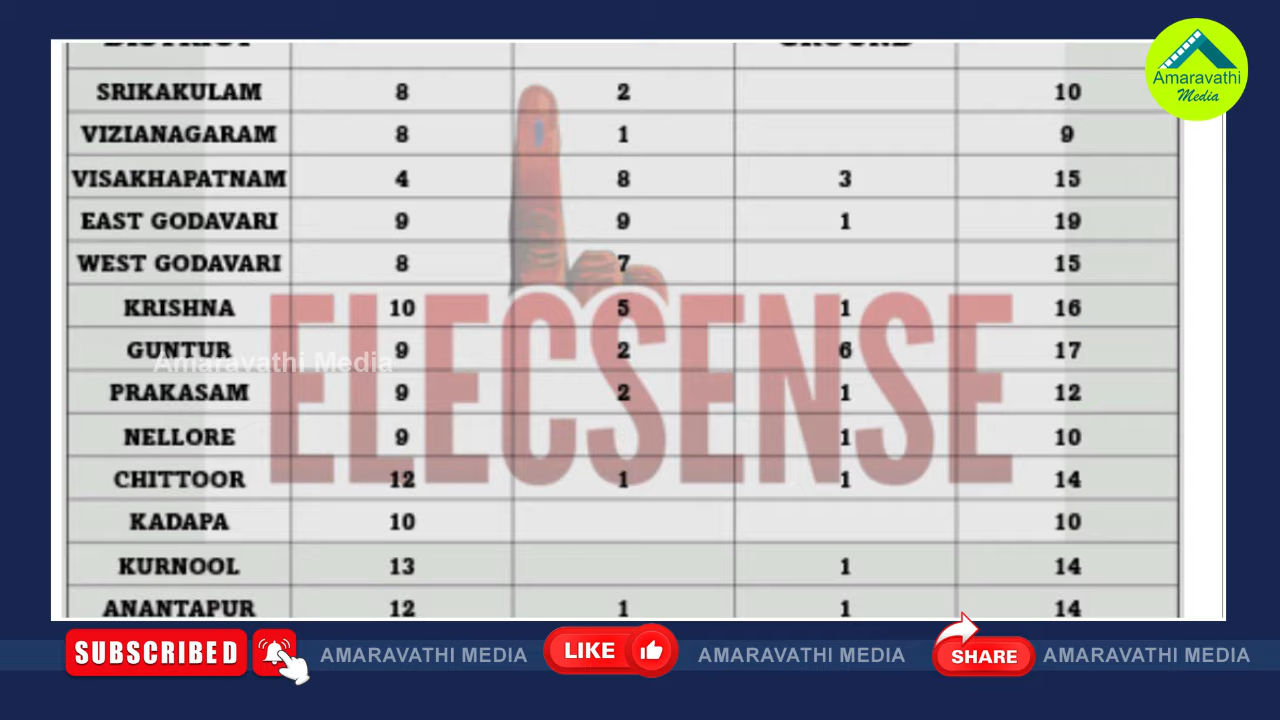 DISTRICT GROUND
SRIKAKULAM 8 2 10
VIZIANAGARAM 8 1 9
VISAKHAPATNAM 4 8 3 15
EAST GODAVARI 9 9 1 19
WEST GODAVARI 8 7 15
KRISHNA 10 5 1 16
GUNTUR 9 2 6 17
PRAKASAM 9 2 1 12
NELLORE 9 1 10
CHITTOOR 12 1 1 14
KADAPA 10 10
KURNOOL 13 1 14
ANANTAPUR 12 1 1 14
ELECSENSE
Amaravathi Media
Amaravathi
Media
SUBSCRIBED AMARAVATHI MEDIA LIKE AMARAVATHI MEDIA SHARE AMARAVATHI MEDIA